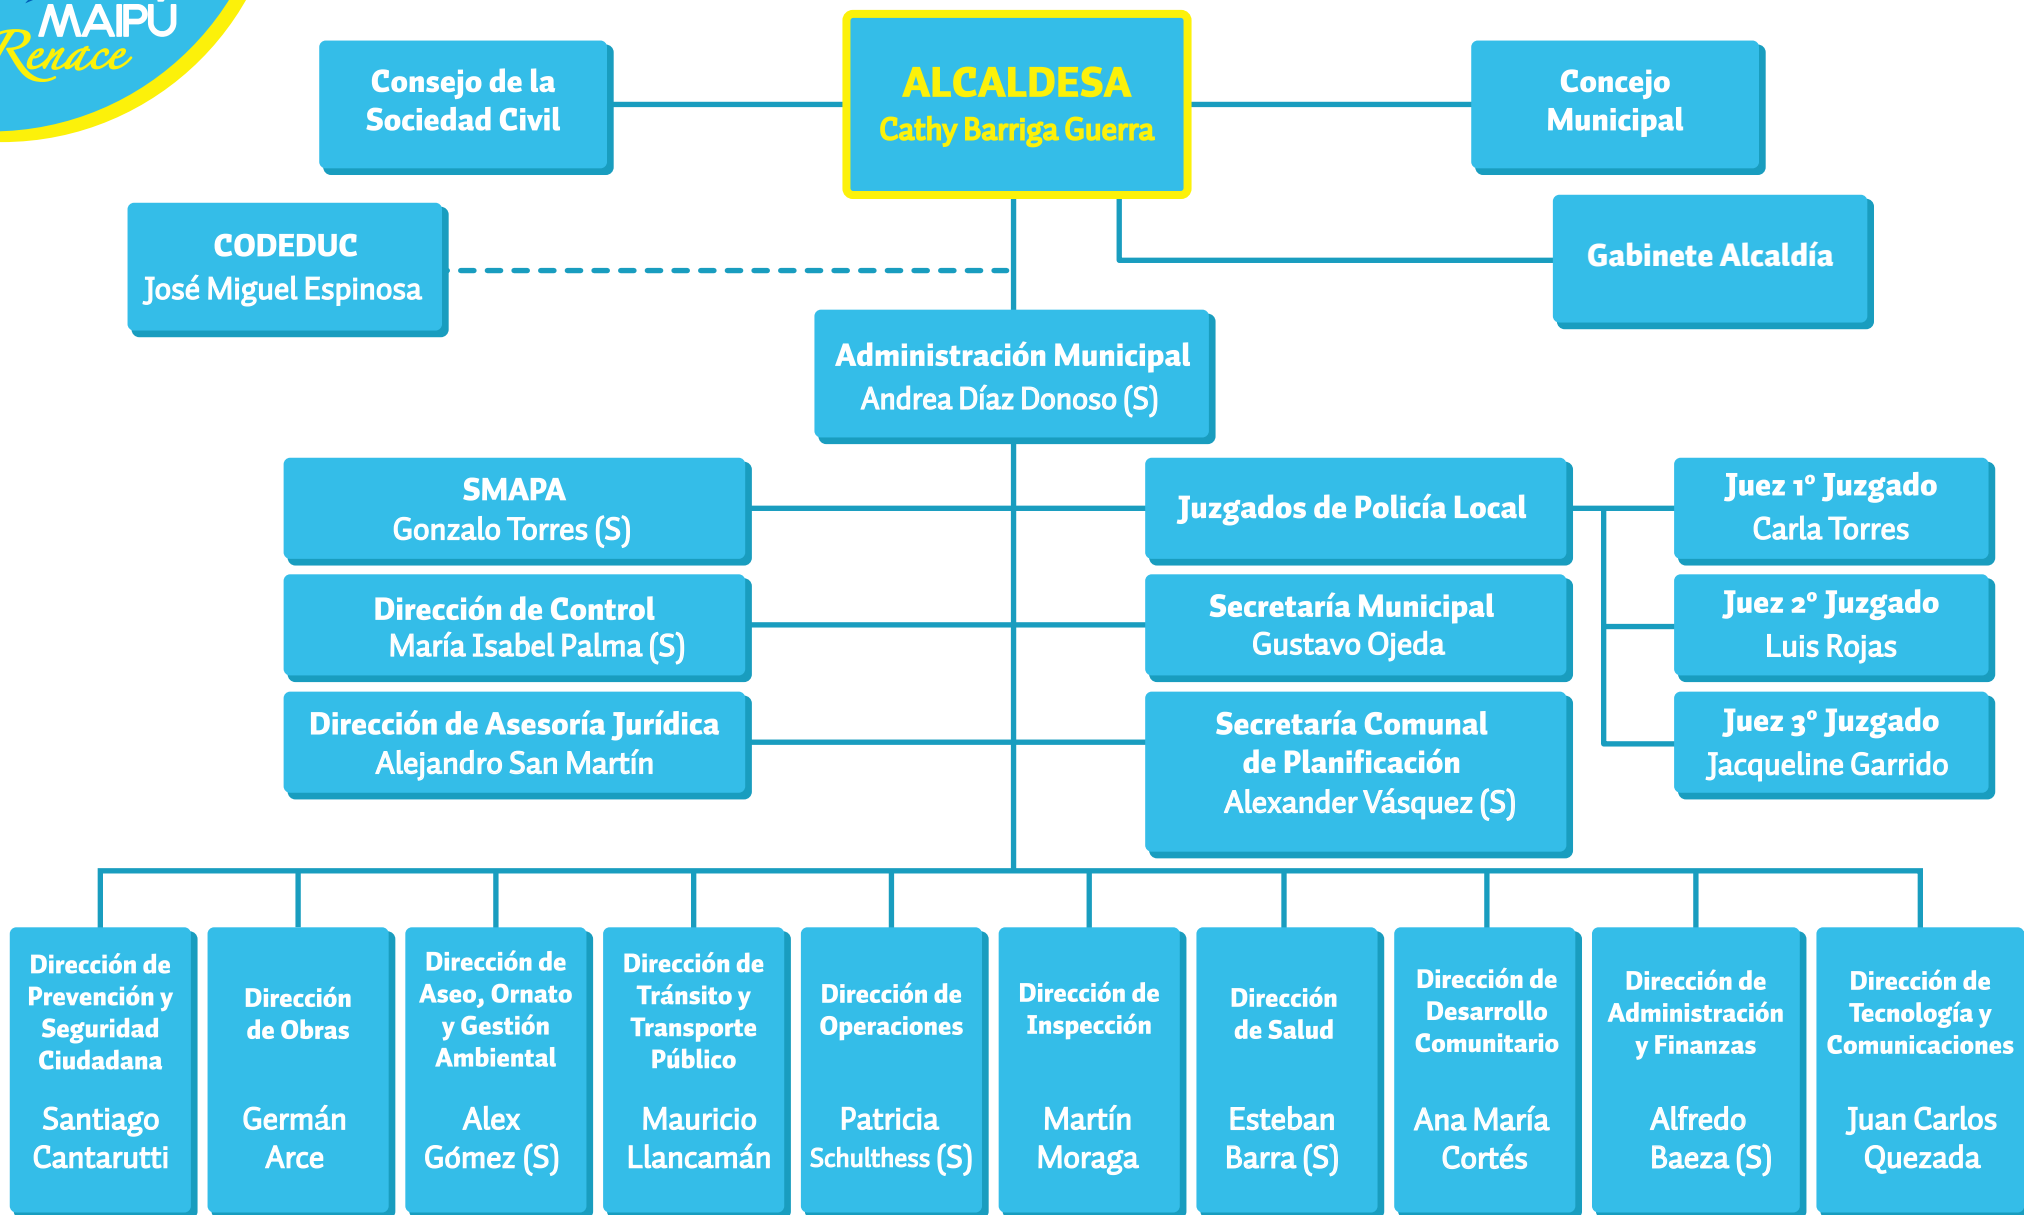 MAIPÚ
Renace
Consejo de la
Sociedad Civil
ALCALDESA
Cathy Barriga Guerra
Concejo
Municipal
CODEDUC
José Miguel Espinosa
Gabinete Alcaldía
Administración Municipal
Andrea Díaz Donoso (S)
SMAPA
Gonzalo Torres (S)
Juzgados de Policía Local
Juez 1º Juzgado
Carla Torres
Dirección de Control
María Isabel Palma (S)
Secretaría Municipal
Gustavo Ojeda
Juez 2º Juzgado
Luis Rojas
Dirección de Asesoría Jurídica
Alejandro San Martín
Secretaría Comunal
de Planificación
Alexander Vásquez (S)
Juez 3º Juzgado
Jacqueline Garrido
Dirección de
Prevención y
Seguridad
Ciudadana
Santiago
Cantarutti
Dirección
de Obras
Germán
Arce
Dirección de
Aseo, Ornato
y Gestión
Ambiental
Alex
Gómez (S)
Dirección de
Tránsito y
Transporte
Público
Mauricio
Llancamán
Dirección de
Operaciones
Patricia
Schulthess (S)
Dirección de
Inspección
Martín
Moraga
Dirección
de Salud
Esteban
Barra (S)
Dirección de
Desarrollo
Comunitario
Ana María
Cortés
Dirección de
Administración
y Finanzas
Alfredo
Baeza (S)
Dirección de
Tecnología y
Comunicaciones
Juan Carlos
Quezada